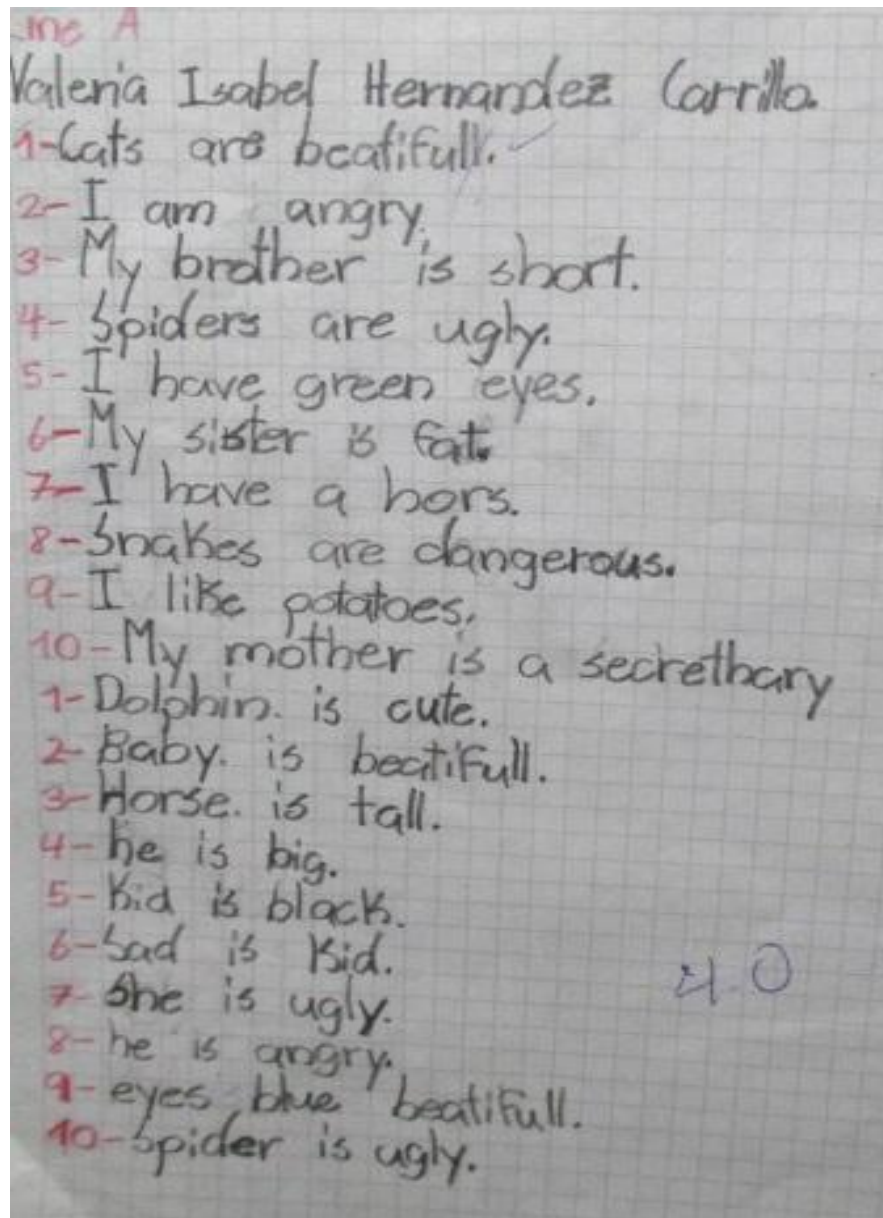 Line A
Valeria Isabel Hernandez Carrillo.
1-Cats are beatifull.
2-I am angry.
3-My brother is short.
4-Spiders are ugly.
5-I have green eyes.
6-My sister is fat.
7-I have a hors.
8-Snakes are dangerous.
9-I like potatoes.
10-My mother is a secrethary
1-Dolphin. is cute.
2-Baby. is beatifull.
3-Horse. is tall.
4-he is big.
5-Kid is black.
6-Sad is Kid.
4.0
7-She is ugly.
8-he is angry.
9-eyes blue beatifull.
10-Spider is ugly.